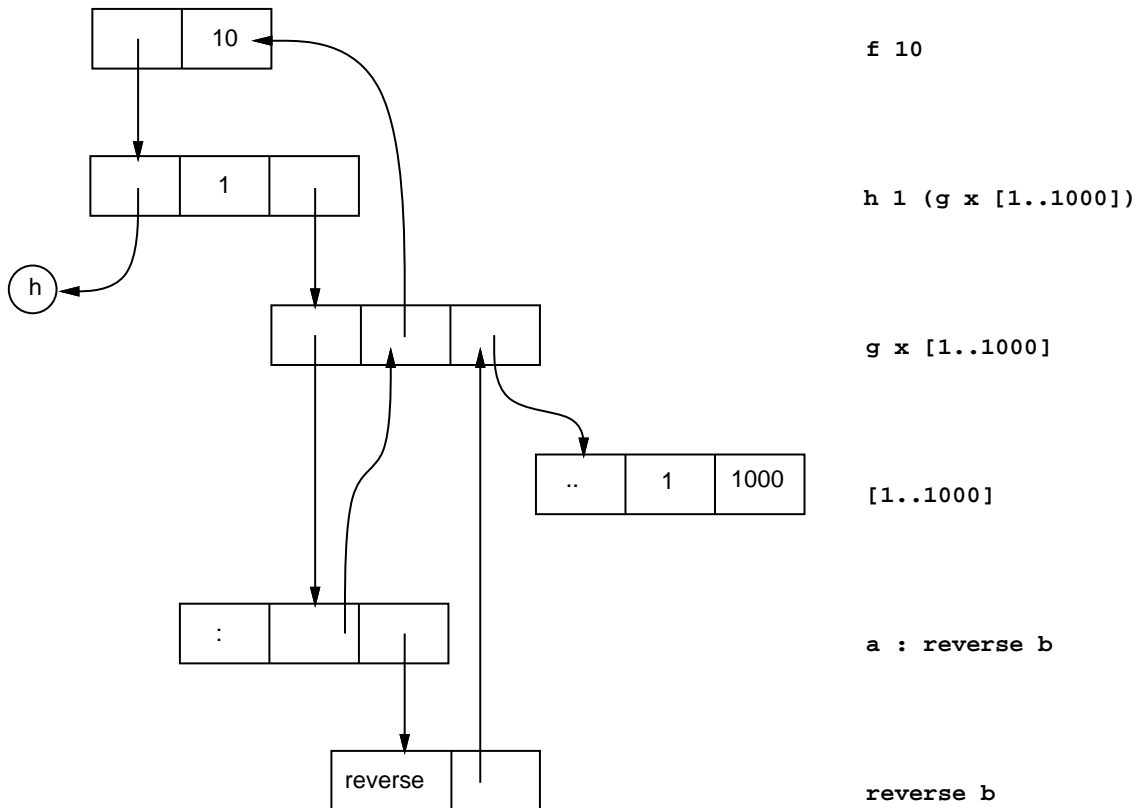 10
f 10
1
h 1 (g x [1..1000])
h
g x [1..1000]
.. 1 1000
[1..1000]
:
a : reverse b
reverse
reverse b